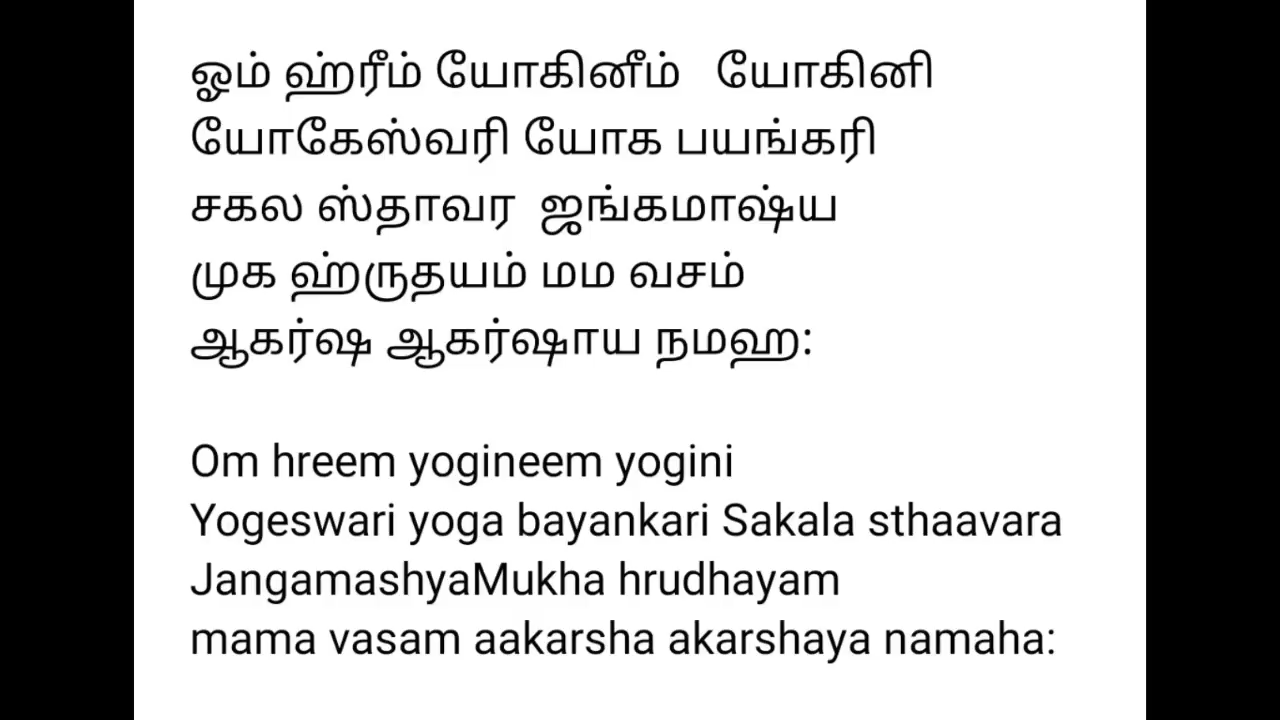 ஓம் ஹ்ரீம் யோகினீம் யோகினி
யோகேஸ்வரி யோக பயங்கரி
சகல ஸ்தாவர ஜங்கமாஷ்ய
முக ஹ்ருதயம் மம வசம்
ஆகர்ஷ ஆகர்ஷாய நமஹ:
Om hreem yogineem yogini
Yogeswari yoga bayankari Sakala sthaavara
JangamashyaMukha hrudhayam
mama vasam aakarsha akarshaya namaha: